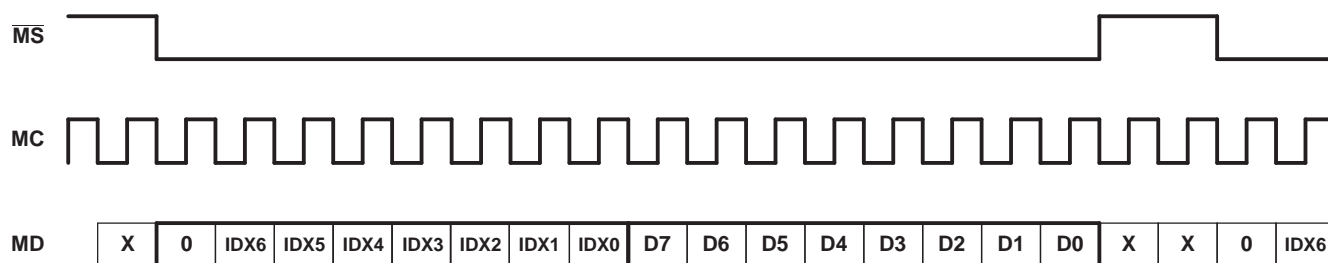 M̅S̅
MC
MD X 0 IDX6 IDX5 IDX4 IDX3 IDX2 IDX1 IDX0 D7 D6 D5 D4 D3 D2 D1 D0 X X 0 IDX6